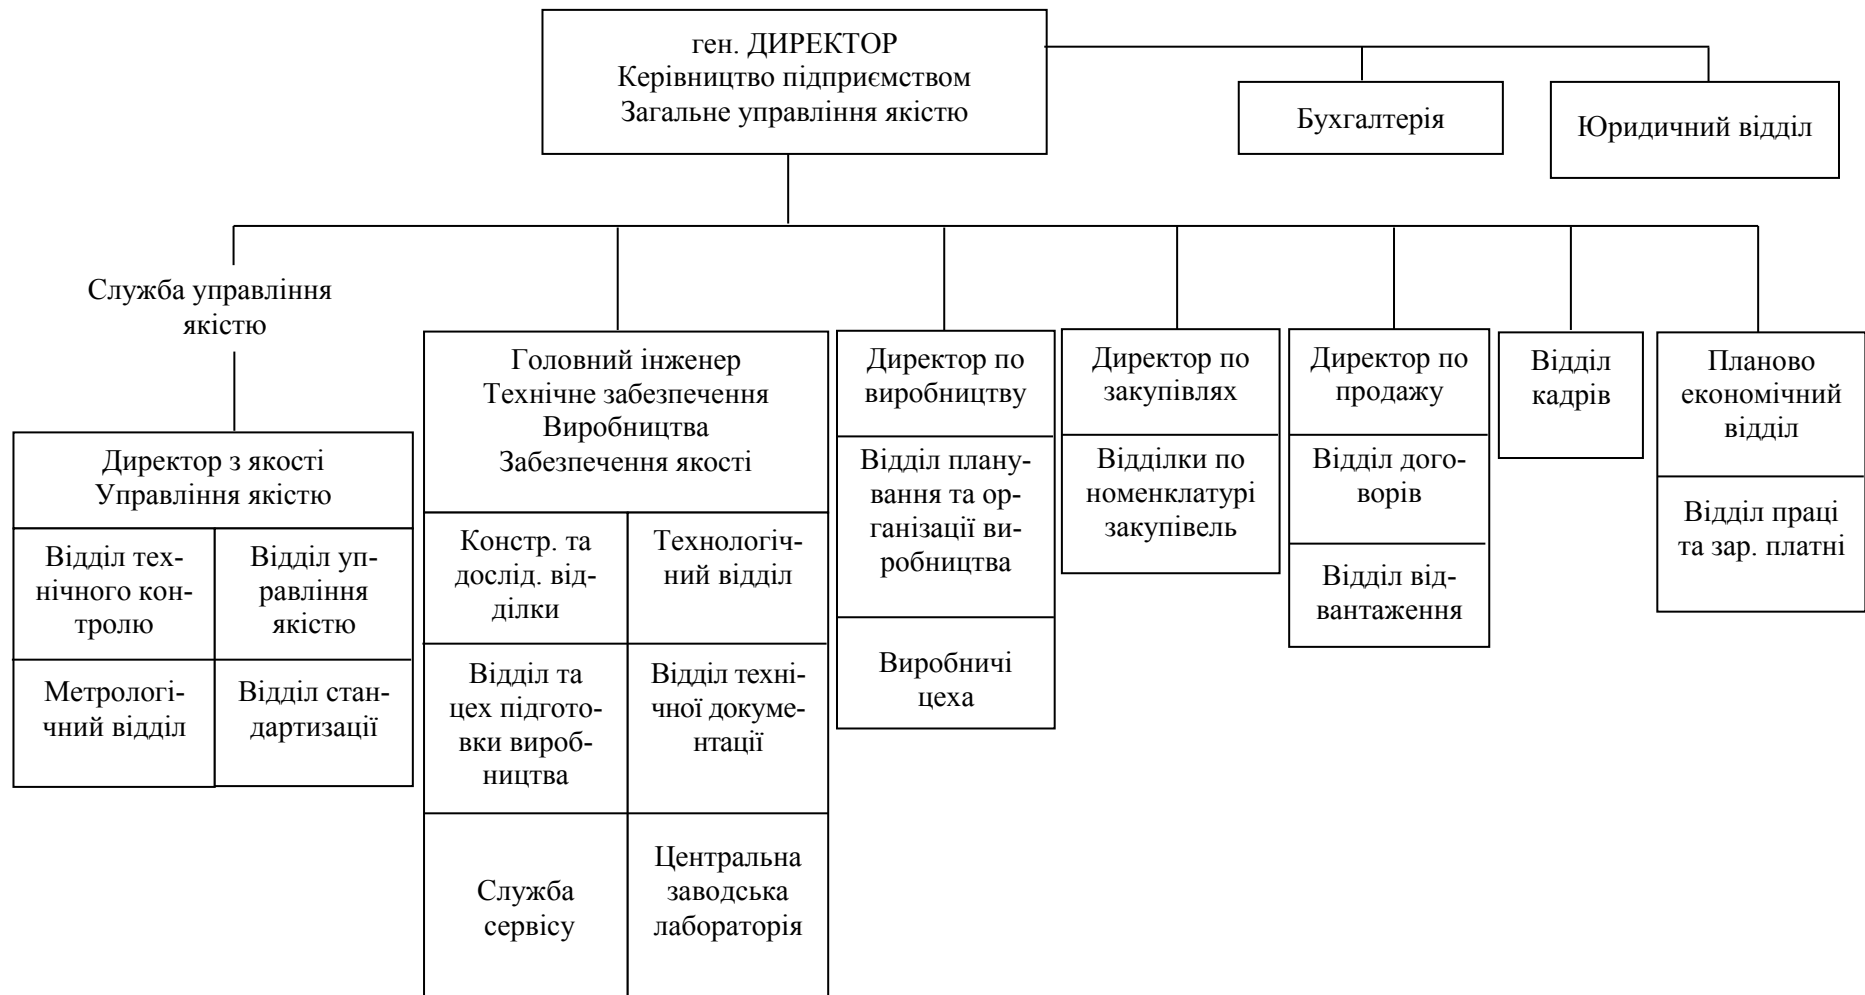 ген. ДИРЕКТОР
Керівництво підприємством
Загальне управління якістю
Бухгалтерія
Юридичний відділ
Служба управління
якістю
Директор з якості
Управління якістю
Відділ тех-
нічного кон-
тролю
Відділ уп-
равління
якістю
Метрологі-
чний відділ
Відділ стан-
дартизації
Головний інженер
Технічне забезпечення
Виробництва
Забезпечення якості
Констр. та
дослід. від-
ділки
Технологіч-
ний відділ
Відділ та
цех підгото-
вки вироб-
ництва
Відділ техні-
чної докуме-
нтації
Служба
сервісу
Центральна
заводська
лабораторія
Директор по
виробництву
Відділ плану-
вання та ор-
ганізації ви-
робництва
Виробничі
цеха
Директор по
закупівлях
Відділки по
номенклатурі
закупівель
Директор по
продажу
Відділ дого-
ворів
Відділ від-
вантаження
Відділ
кадрів
Планово
економічний
відділ
Відділ праці
та зар. платні